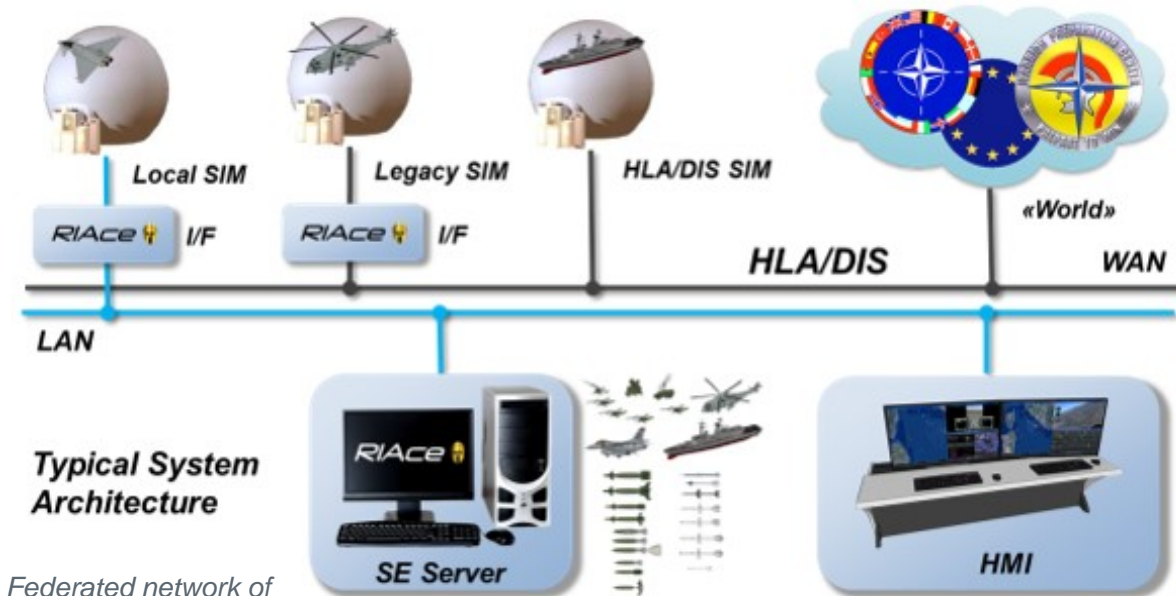 Local SIM
Legacy SIM
HLA/DIS SIM
«World»
RIAce
I/F
RIAce
I/F
HLA/DIS
WAN
LAN
Typical System
Architecture
RIAce
SE Server
HMI
Federated network of